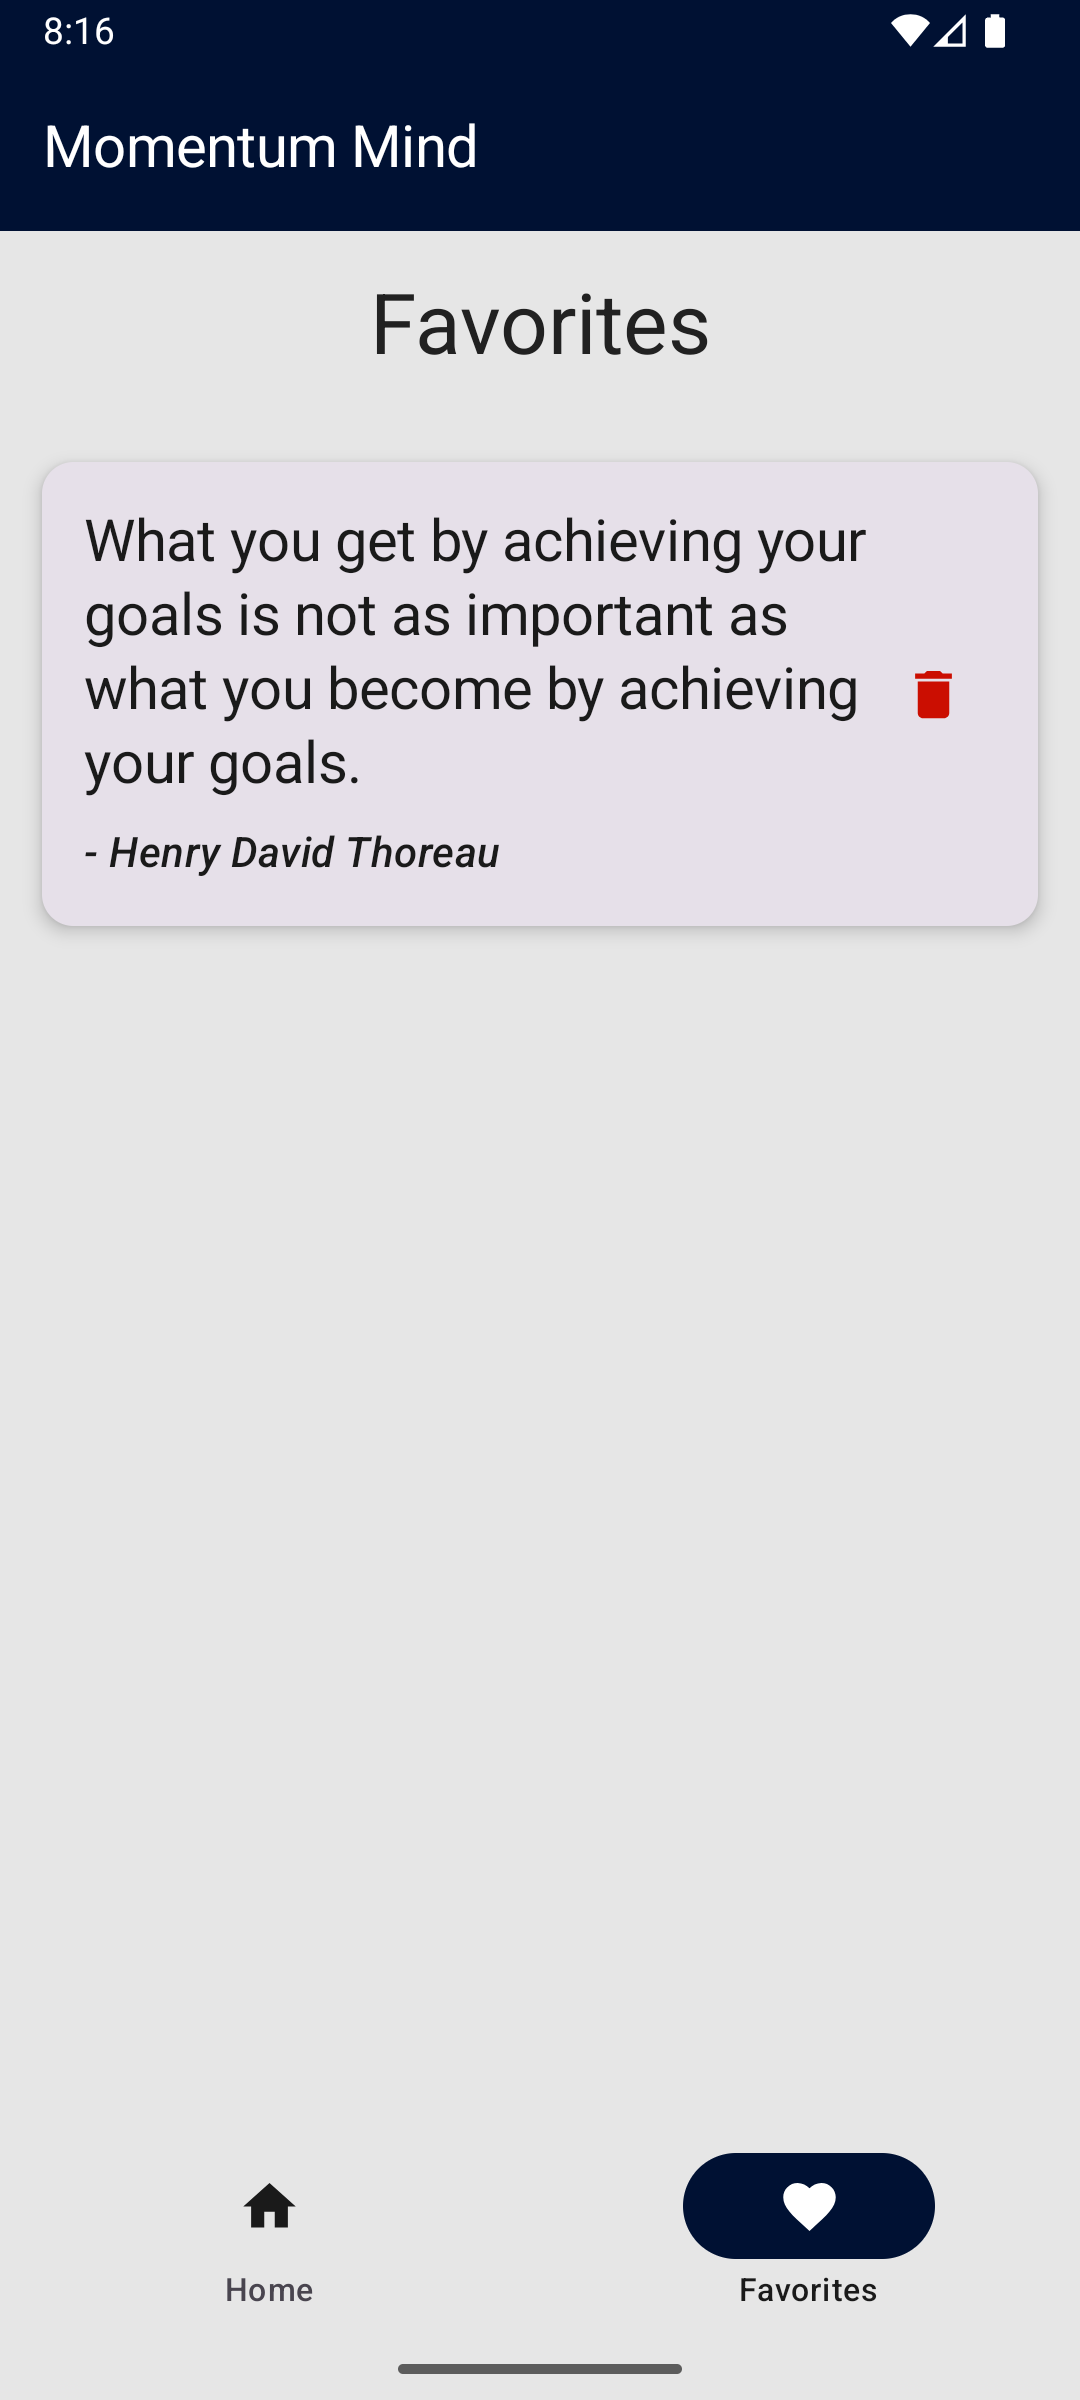 8:16
Momentum Mind
Favorites
What you get by achieving your
goals is not as important as
what you become by achieving
your goals.
- Henry David Thoreau
Home
Favorites